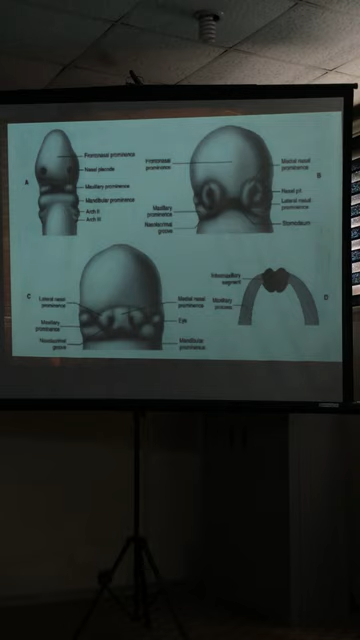 A
Frontonasal prominence
Nasal placode
Maxillary prominence
Mandibular prominence
Arch II
Arch III
B
Frontonasal
prominence
Maxillary
prominence
Nasolacrimal
groove
Medial nasal
prominence
Nasal pit
Lateral nasal
prominence
Stomodeum
C
Lateral nasal
prominence
Maxillary
prominence
Nasolacrimal
groove
Medial nasal
prominence
Eye
Mandibular
prominence
D
Intermaxillary
segment
Maxillary
process